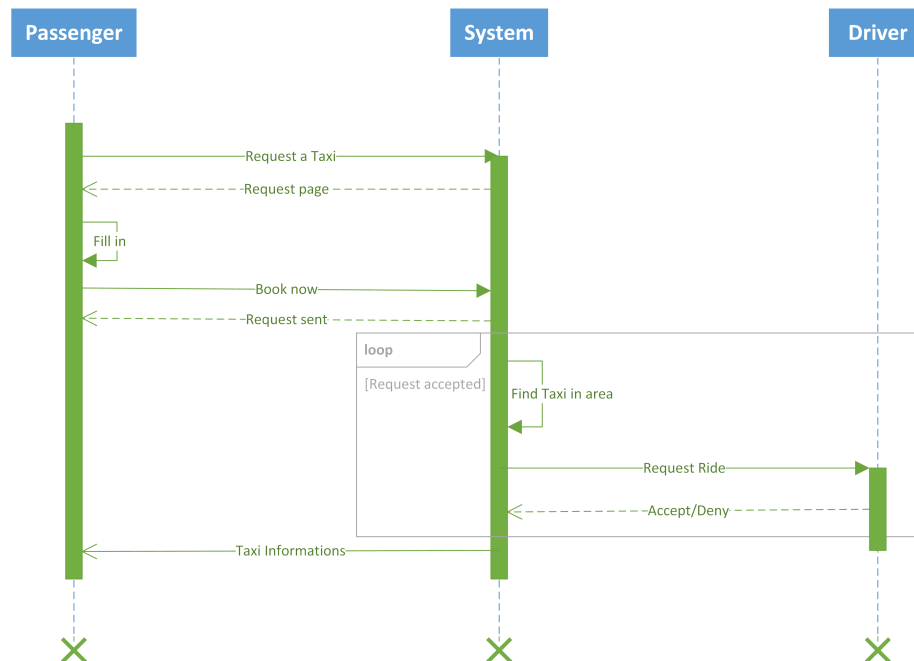 Passenger
System
Driver
Request a Taxi
Request page
Fill in
Book now
Request sent
loop
[Request accepted]
Find Taxi in area
Request Ride
Accept/Deny
Taxi Informations